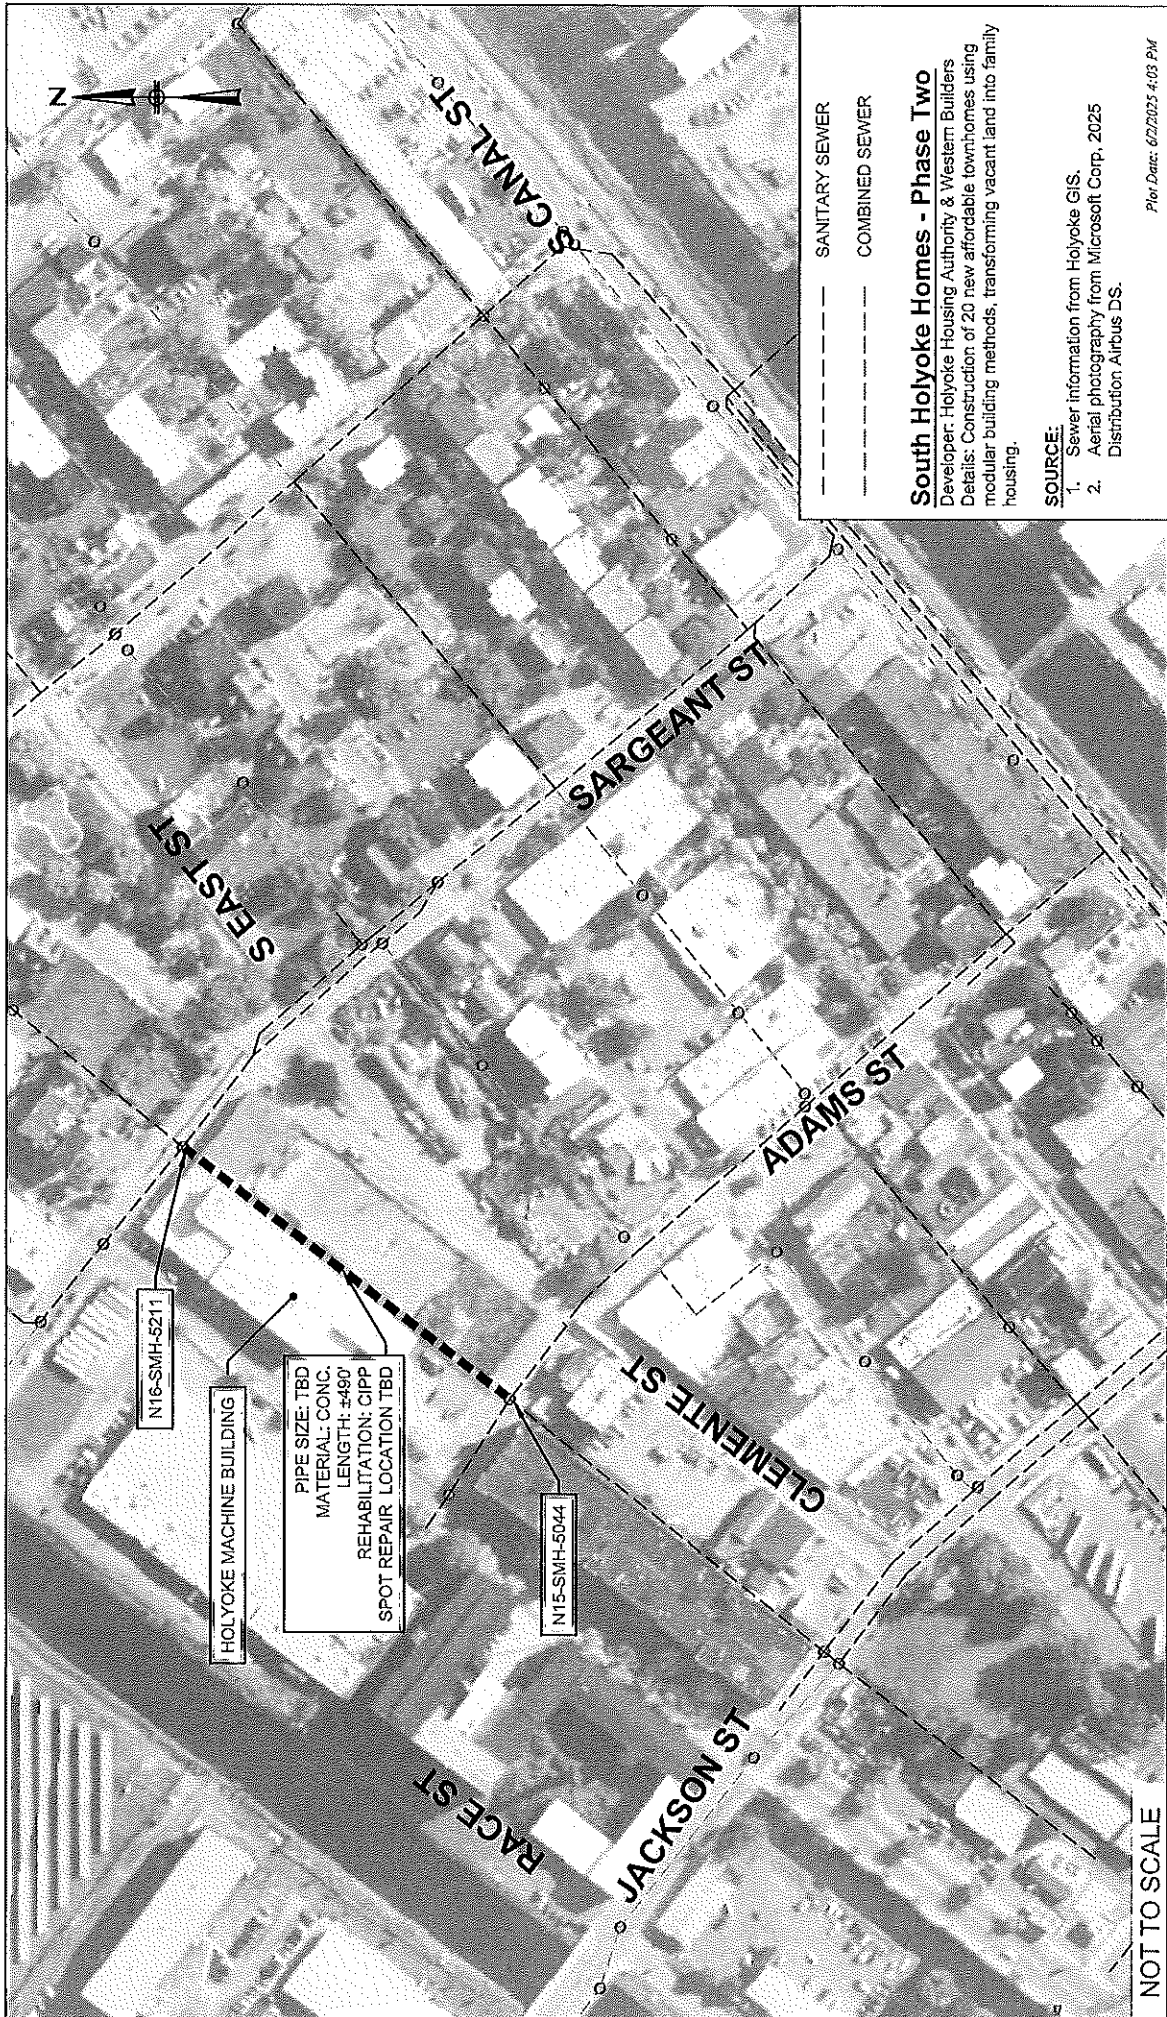 N
S CANAL ST
S EAST ST
SARGEANT ST
ADAMS ST
CLEMENTE ST
RACE ST
JACKSON ST
N16-SMH-5211
HOLYOKE MACHINE BUILDING
PIPE SIZE: TBD
MATERIAL: CONC.
LENGTH: ±490'
REHABILITATION: CIPP
SPOT REPAIR LOCATION TBD
N15-SMH-5044
NOT TO SCALE
SANITARY SEWER
COMBINED SEWER
South Holyoke Homes - Phase Two
Developer: Holyoke Housing Authority & Western Builders
Details: Construction of 20 new affordable townhomes using
modular building methods, transforming vacant land into family
housing.
SOURCE:
1. Sewer information from Holyoke GIS.
2. Aerial photography from Microsoft Corp, 2025
Distribution Airbus DS.
Plot Date: 6/2/2025 4:03 PM